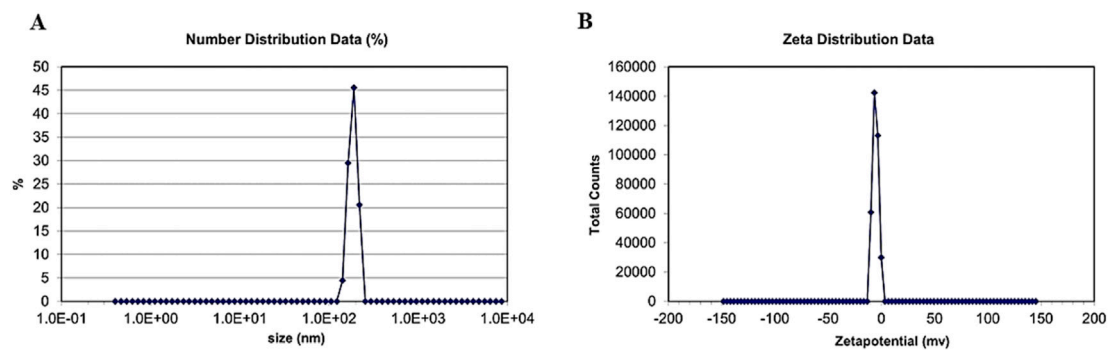 A
Number Distribution Data (%)
50
45
40
35
30
25
20
15
10
5
0
%
1.0E-01 1.0E+00 1.0E+01 1.0E+02 1.0E+03 1.0E+04
size (nm)
B
Zeta Distribution Data
160000
140000
120000
100000
80000
60000
40000
20000
0
Total Counts
-200 -150 -100 -50 0 50 100 150 200
Zetapotential (mv)